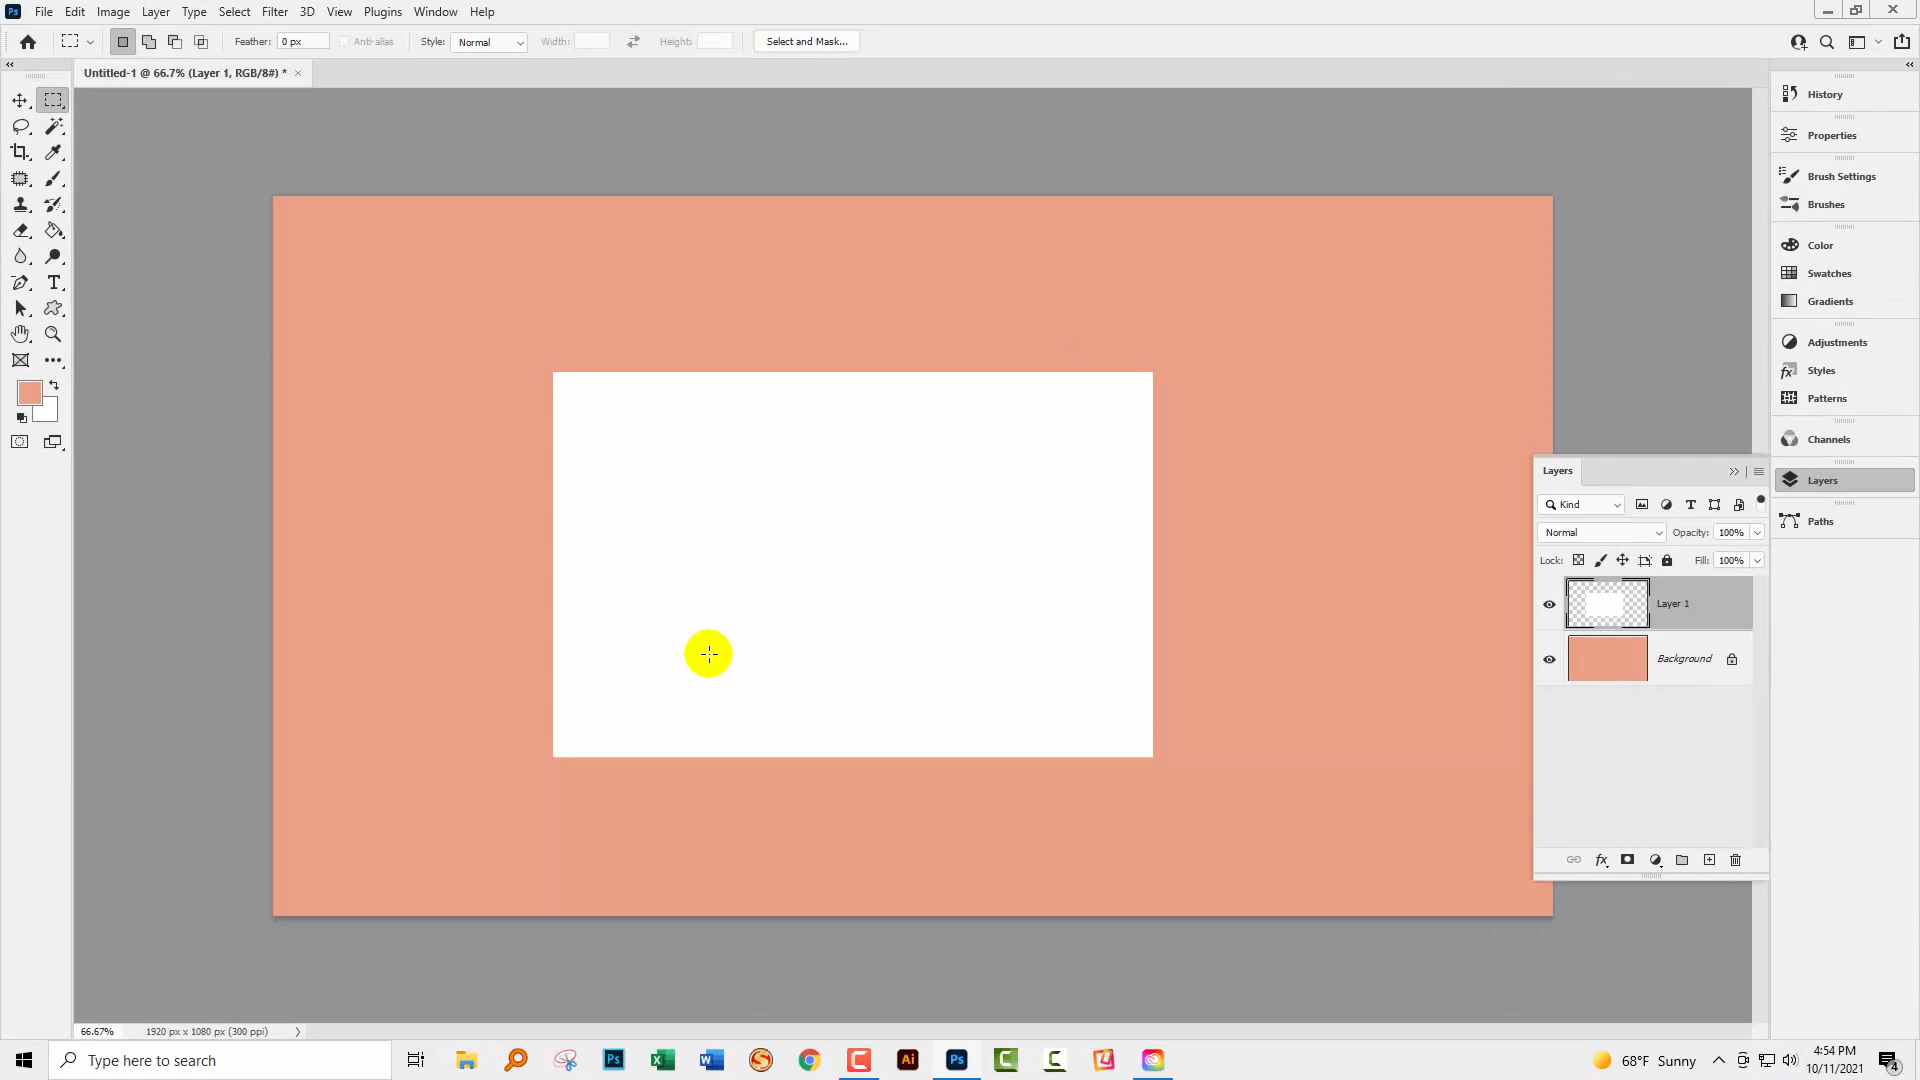 Ps File Edit Image Layer Type Select Filter 3D View Plugins Window Help
Feather: 0 px Anti-alias Style: Normal Width: Height: Select and Mask...
Untitled-1 @ 66.7% (Layer 1, RGB/8#) * ×
History
Properties
Brush Settings
Brushes
Color
Swatches
Gradients
Adjustments
Styles
Patterns
Channels
Layers
Paths
Layers
Kind
Normal Opacity: 100%
Lock: Fill: 100%
Layer 1
Background
66.67% 1920 px x 1080 px (300 ppi)
Type here to search
68°F Sunny
4:54 PM
10/11/2021
4